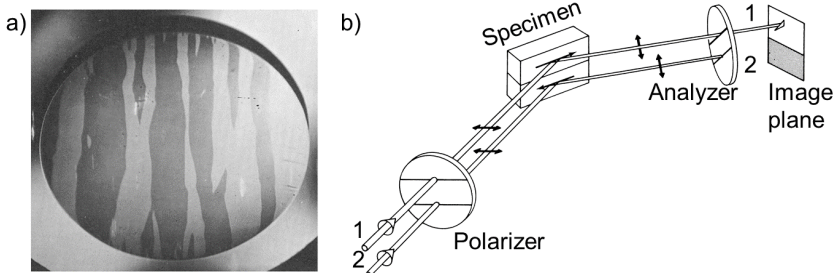 a)
b)
Specimen
1
2
Analyzer
Image
plane
1
2
Polarizer